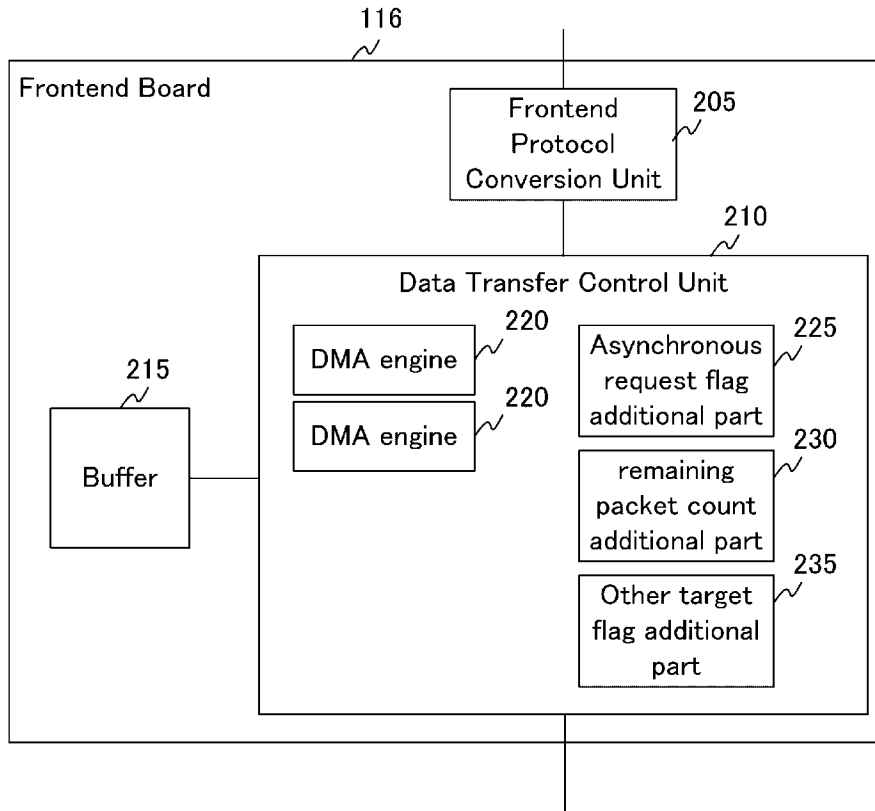 116
Frontend Board
Frontend
Protocol
Conversion Unit
205
210
Data Transfer Control Unit
DMA engine
220
DMA engine
220
Asynchronous
request flag
additional part
225
215
Buffer
remaining
packet count
additional part
230
Other target
flag additional
part
235